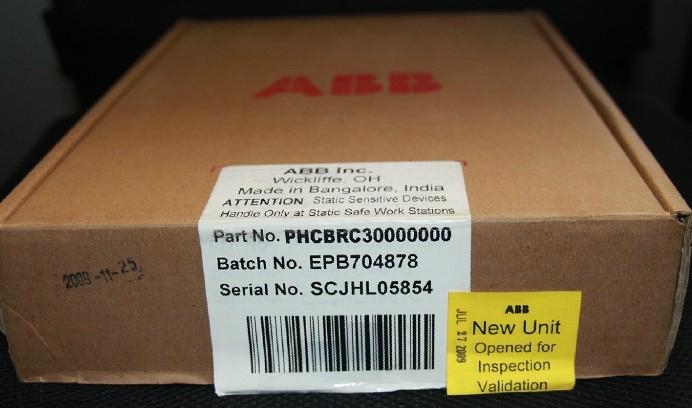 ABB
ABB Inc.
Wickliffe, OH
Made in Bangalore, India
ATTENTION Static Sensitive Devices
Handle Only at Static Safe Work Stations
Part No. PHCBRC30000000
Batch No. EPB704878
Serial No. SCJHL05854
2009-11-25
ABB
JUL 27 2009
New Unit
Opened for
Inspection
Validation